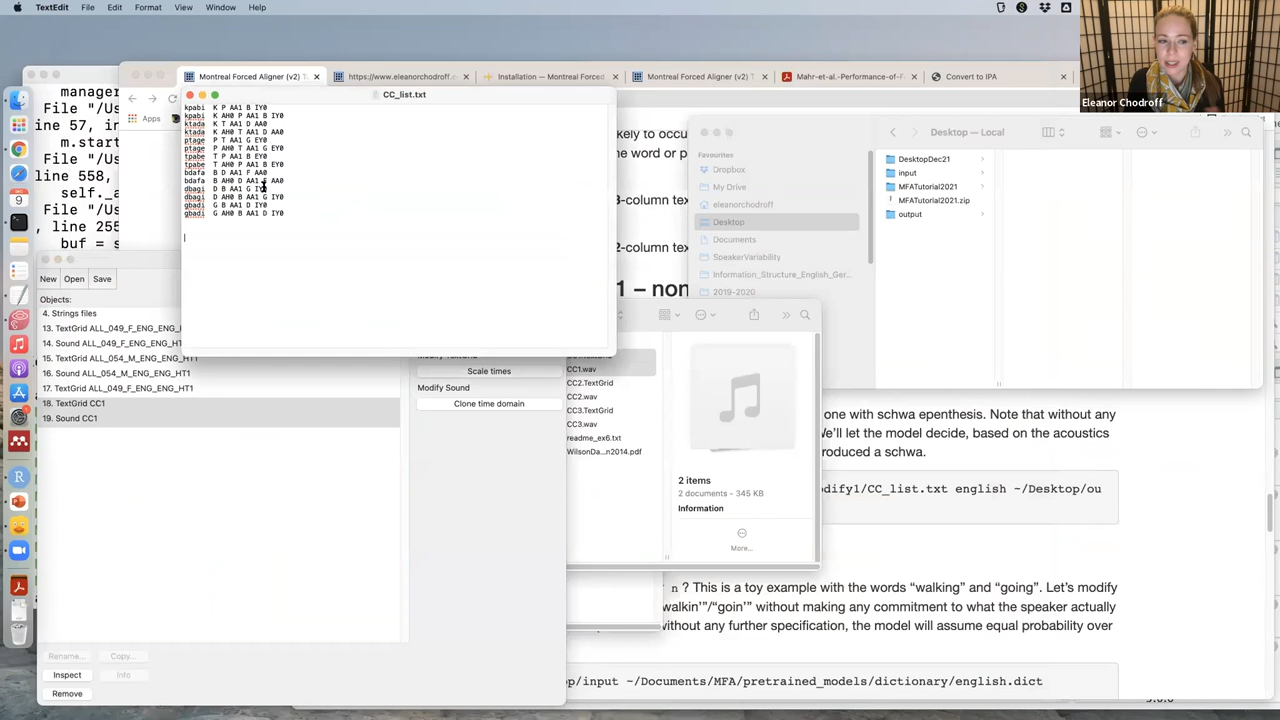 TextEdit File Edit Format View Window Help
Montreal Forced Aligner (v2) T
https://www.eleanorchodroff.co
Installation — Montreal Forced
Montreal Forced Aligner (v2) T
Mahr-et-al.-Performance-of-F
Convert to IPA
Eleanor Chodroff
Apps
manager
File "/Us
ine 57, in
m.start
File "/Us
ine 558,
self._
File "/U
, line 255
buf = s
CC_list.txt
kpabi K P AA1 B IY0
kpabi K AH0 P AA1 B IY0
ktada K T AA1 D AA0
ktada K AH0 T AA1 D AA0
ptage P T AA1 G EY0
ptage P AH0 T AA1 G EY0
tpabe T P AA1 B EY0
tpabe T AH0 P AA1 B EY0
bdafa B D AA1 F AA0
bdafa B AH0 D AA1 F AA0
dbagi D B AA1 G IY0
dbagi D AH0 B AA1 G IY0
gbadi G B AA1 D IY0
gbadi G AH0 B AA1 D IY0
kely to occur
the word or p
3-column text
2-column tex
1 – non
Desktop — Local
Favourites
Dropbox
My Drive
eleanorchodroff
Desktop
Documents
SpeakerVariability
Information_Structure_English_Ger...
2019-2020
DesktopDec21
input
MFATutorial2021
MFATutorial2021.zip
output
New Open Save
Objects:
4. Strings files
13. TextGrid ALL_049_F_ENG_ENG_H
14. Sound ALL_049_F_ENG_ENG_HT
15. TextGrid ALL_054_M_ENG_ENG_HT1
16. Sound ALL_054_M_ENG_ENG_HT1
17. TextGrid ALL_049_F_ENG_ENG_HT1
18. TextGrid CC1
19. Sound CC1
Scale times
Modify Sound
Clone time domain
Rename... Copy...
Inspect Info
Remove
CC1.wav
CC2.TextGrid
CC2.wav
CC3.TextGrid
CC3.wav
readme_ex6.txt
WilsonDa...n2014.pdf
2 items
2 documents - 345 KB
Information
More...
one with schwa epenthesis. Note that without any
We'll let the model decide, based on the acoustics
roduced a schwa.
dify1/CC_list.txt english ~/Desktop/ou
n ? This is a toy example with the words “walking” and “going”. Let’s modify
walkin’”/“goin’” without making any commitment to what the speaker actually
without any further specification, the model will assume equal probability over
op/input ~/Documents/MFA/pretrained_models/dictionary/english.dict